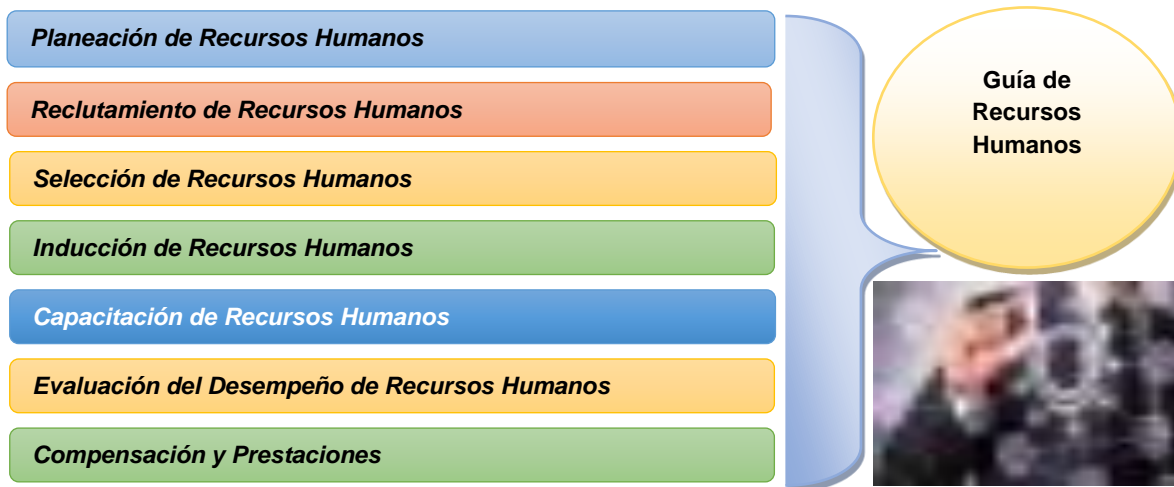 Planeación de Recursos Humanos
Reclutamiento de Recursos Humanos
Selección de Recursos Humanos
Inducción de Recursos Humanos
Capacitación de Recursos Humanos
Evaluación del Desempeño de Recursos Humanos
Compensación y Prestaciones
Guía de
Recursos
Humanos